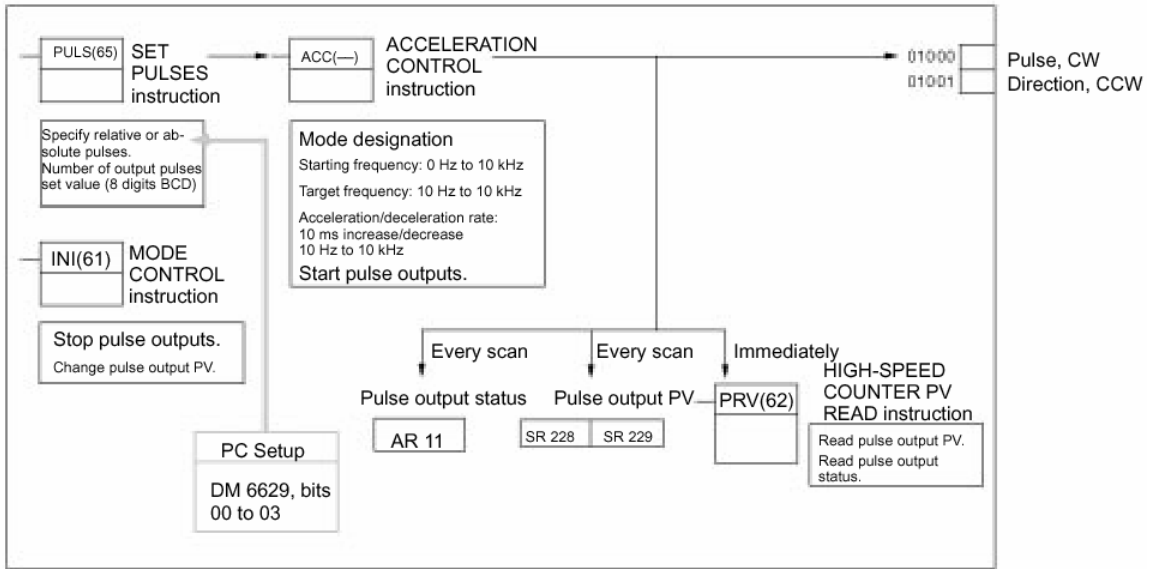 PULS(65)
SET
PULSES
instruction
ACC(—)
ACCELERATION
CONTROL
instruction
01000
01001
Pulse, CW
Direction, CCW
Specify relative or ab-
solute pulses.
Number of output pulses
set value (8 digits BCD)
Mode designation
Starting frequency: 0 Hz to 10 kHz
Target frequency: 10 Hz to 10 kHz
Acceleration/deceleration rate:
10 ms increase/decrease
10 Hz to 10 kHz
Start pulse outputs.
INI(61)
MODE
CONTROL
instruction
Stop pulse outputs.
Change pulse output PV.
Every scan
Every scan
Immediately
Pulse output status
AR 11
Pulse output PV
SR 228
SR 229
PRV(62)
HIGH-SPEED
COUNTER PV
READ instruction
Read pulse output PV.
Read pulse output
status.
PC Setup
DM 6629, bits
00 to 03